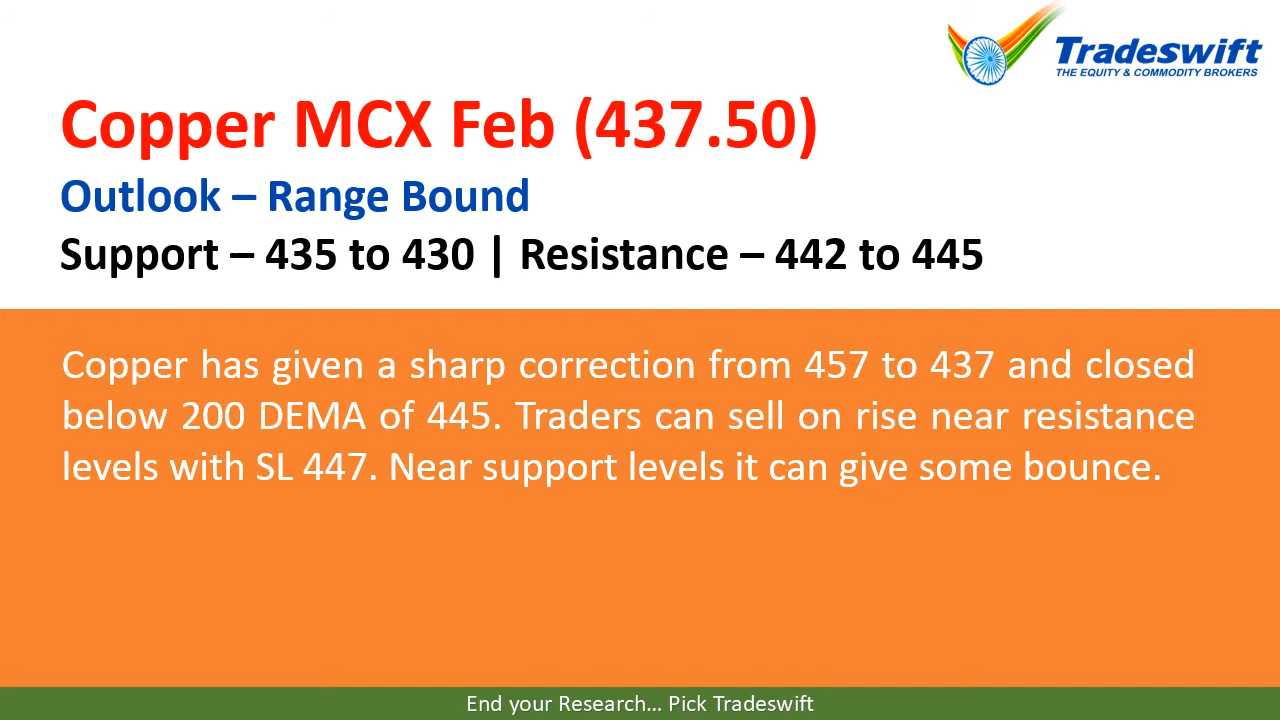 Tradeswift
THE EQUITY & COMMODITY BROKERS
Copper MCX Feb (437.50)
Outlook – Range Bound
Support – 435 to 430 | Resistance – 442 to 445
Copper has given a sharp correction from 457 to 437 and closed
below 200 DEMA of 445. Traders can sell on rise near resistance
levels with SL 447. Near support levels it can give some bounce.
End your Research... Pick Tradeswift